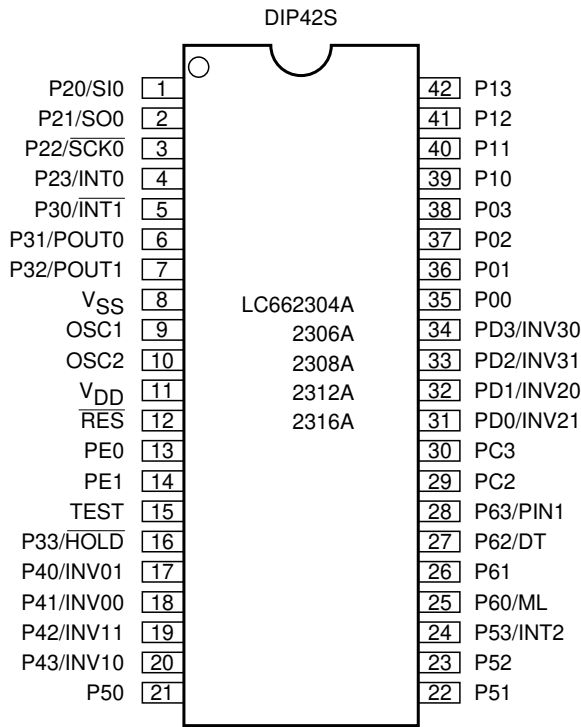 DIP42S
P20/SI0 1 42 P13
P21/SO0 2 41 P12
P22/SCK0 3 40 P11
P23/INT0 4 39 P10
P30/INT1 5 38 P03
P31/POUT0 6 37 P02
P32/POUT1 7 36 P01
VSS 8 LC662304A 35 P00
OSC1 9 2306A 34 PD3/INV30
OSC2 10 2308A 33 PD2/INV31
VDD 11 2312A 32 PD1/INV20
RES 12 2316A 31 PD0/INV21
PE0 13 30 PC3
PE1 14 29 PC2
TEST 15 28 P63/PIN1
P33/HOLD 16 27 P62/DT
P40/INV01 17 26 P61
P41/INV00 18 25 P60/ML
P42/INV11 19 24 P53/INT2
P43/INV10 20 23 P52
P50 21 22 P51